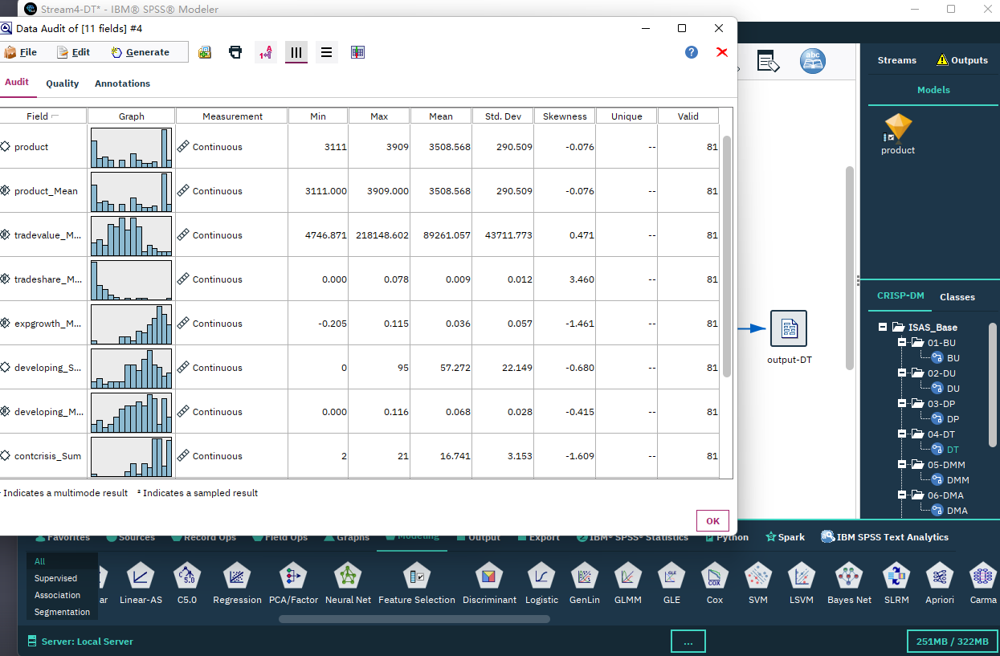 Stream4-DT* - IBM® SPSS® Modeler
Data Audit of [11 fields] #4
File Edit Generate
Audit Quality Annotations
Field Graph Measurement Min Max Mean Std. Dev Skewness Unique Valid
product Continuous 3111 3909 3508.568 290.509 -0.076 -- 81
product_Mean Continuous 3111.000 3909.000 3508.568 290.509 -0.076 -- 81
tradevalue_M... Continuous 4746.871 218148.602 89261.057 43711.773 0.471 -- 81
tradeshare_M... Continuous 0.000 0.078 0.009 0.012 3.460 -- 81
expgrowth_M... Continuous -0.205 0.115 0.036 0.057 -1.461 -- 81
developing_S... Continuous 0 95 57.272 22.149 -0.680 -- 81
developing_M... Continuous 0.000 0.116 0.068 0.028 -0.415 -- 81
contcrisis_Sum Continuous 2 21 16.741 3.153 -1.609 -- 81
Indicates a multimode result ² Indicates a sampled result
OK
abc
output-DT
Streams Outputs
Models
product
CRISP-DM Classes
ISAS_Base
01-BU
BU
02-DU
DU
03-DP
DP
04-DT
DT
05-DMM
DMM
06-DMA
DMA
Favorites Sources Record Ops Field Ops Graphs Modeling Output Export IBM® SPSS® Statistics Python Spark IBM SPSS Text Analytics
All
Supervised
Association
Segmentation
ar Linear-AS C5.0 Regression PCA/Factor Neural Net Feature Selection Discriminant Logistic GenLin GLMM GLE Cox SVM LSVM Bayes Net SLRM Apriori Carma
Server: Local Server ... 251MB / 322MB